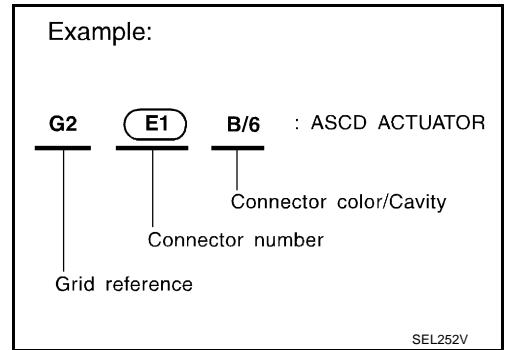 Example:
G2 E1 B/6 : ASCD ACTUATOR
Connector color/Cavity
Connector number
Grid reference
SEL252V